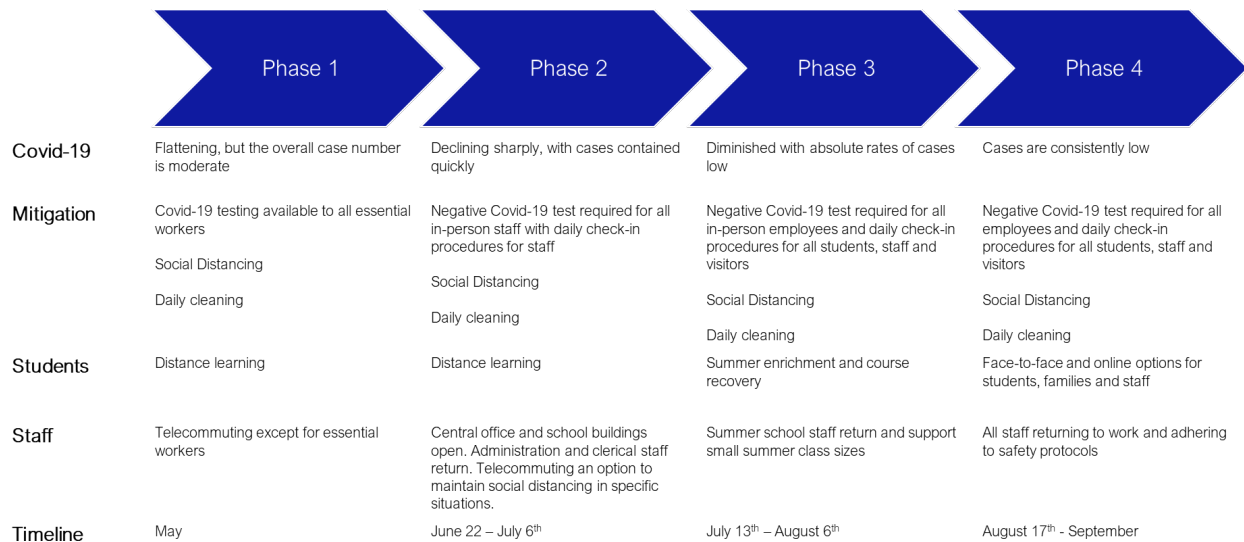 Phase 1
Phase 2
Phase 3
Phase 4
Covid-19
Flattening, but the overall case number
is moderate
Declining sharply, with cases contained
quickly
Diminished with absolute rates of cases
low
Cases are consistently low
Mitigation
Covid-19 testing available to all essential
workers
Social Distancing
Daily cleaning
Negative Covid-19 test required for all
in-person staff with daily check-in
procedures for staff
Social Distancing
Daily cleaning
Negative Covid-19 test required for all
in-person employees and daily check-in
procedures for all students, staff and
visitors
Social Distancing
Daily cleaning
Negative Covid-19 test required for all
employees and daily check-in
procedures for all students, staff and
visitors
Social Distancing
Daily cleaning
Students
Distance learning
Distance learning
Summer enrichment and course
recovery
Face-to-face and online options for
students, families and staff
Staff
Telecommuting except for essential
workers
Central office and school buildings
open. Administration and clerical staff
return. Telecommuting an option to
maintain social distancing in specific
situations.
Summer school staff return and support
small summer class sizes
All staff returning to work and adhering
to safety protocols
Timeline
May
June 22 – July 6th
July 13th – August 6th
August 17th - September